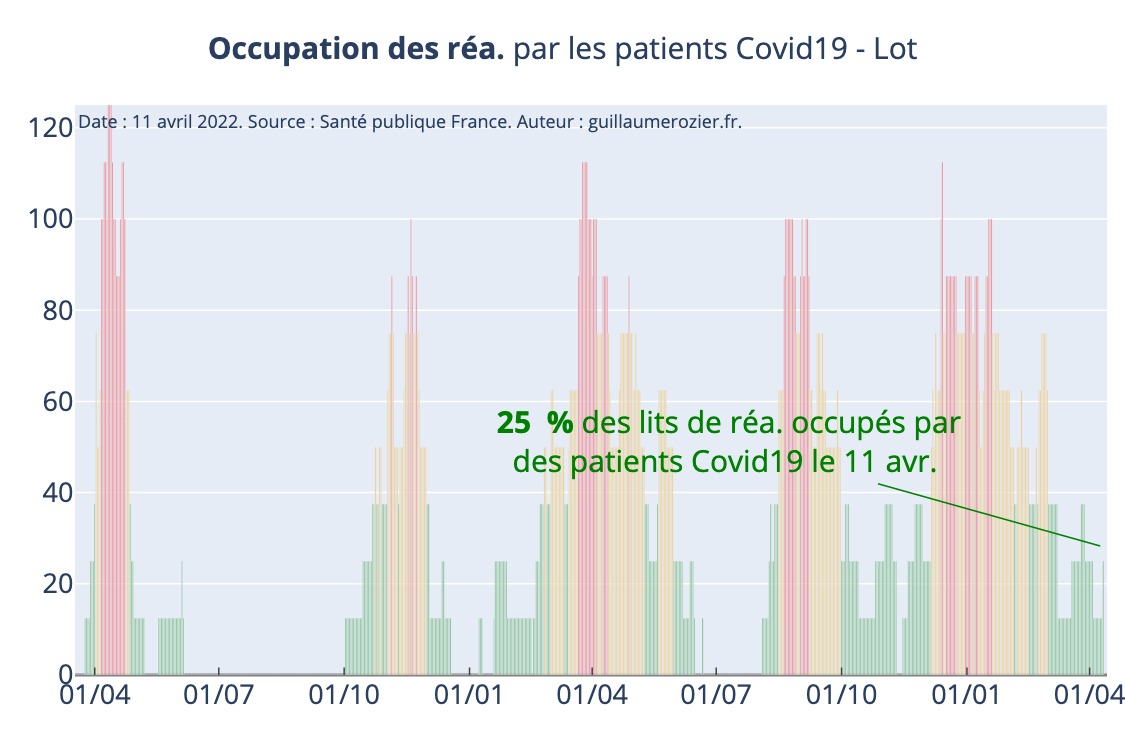 Occupation des réa. par les patients Covid19 - Lot
Date : 11 avril 2022. Source : Santé publique France. Auteur : guillaumerozier.fr.
120
100
80
60
40
20
0
25 % des lits de réa. occupés par
des patients Covid19 le 11 avr.
01/04 01/07 01/10 01/01 01/04 01/07 01/10 01/01 01/04